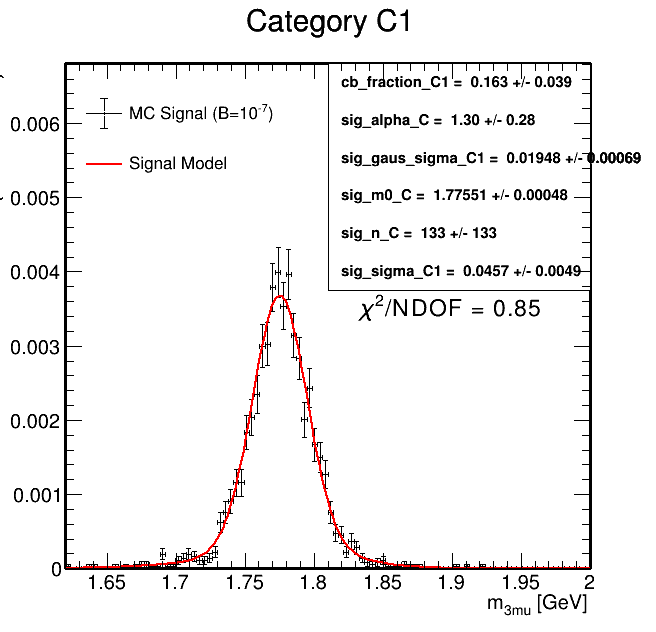 Category C1
MC Signal (B=10⁻⁷)
Signal Model
cb_fraction_C1 = 0.163 +/- 0.039
sig_alpha_C = 1.30 +/- 0.28
sig_gaus_sigma_C1 = 0.01948 +/- 0.00069
sig_m0_C = 1.77551 +/- 0.00048
sig_n_C = 133 +/- 133
sig_sigma_C1 = 0.0457 +/- 0.0049
χ²/NDOF = 0.85
0.006
0.005
0.004
0.003
0.002
0.001
0
1.65 1.7 1.75 1.8 1.85 1.9 1.95 2
m₃ₘᵤ [GeV]